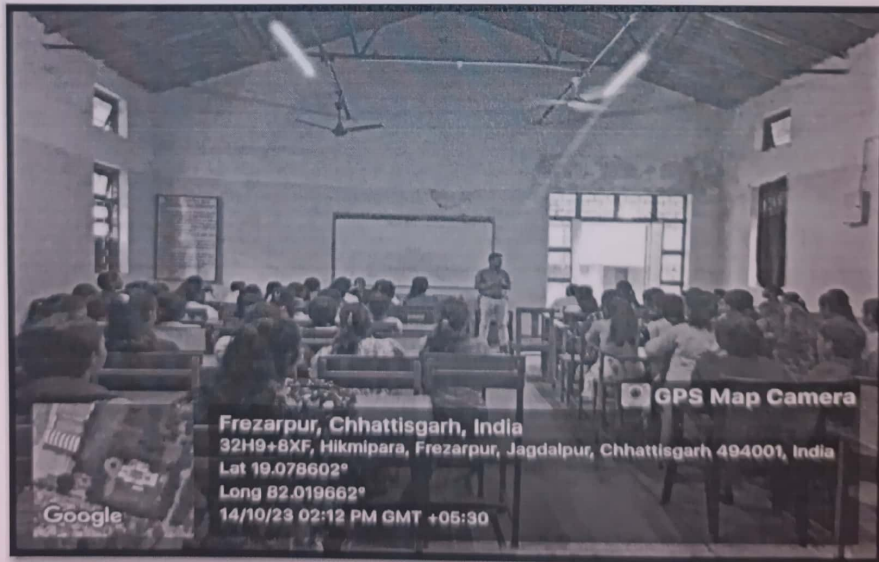 GPS Map Camera
Frezarpur, Chhattisgarh, India
32H9+8XF, Hikmipara, Frezarpur, Jagdalpur, Chhattisgarh 494001, India
Lat 19.078602°
Long 82.019662°
14/10/23 02:12 PM GMT +05:30
Google